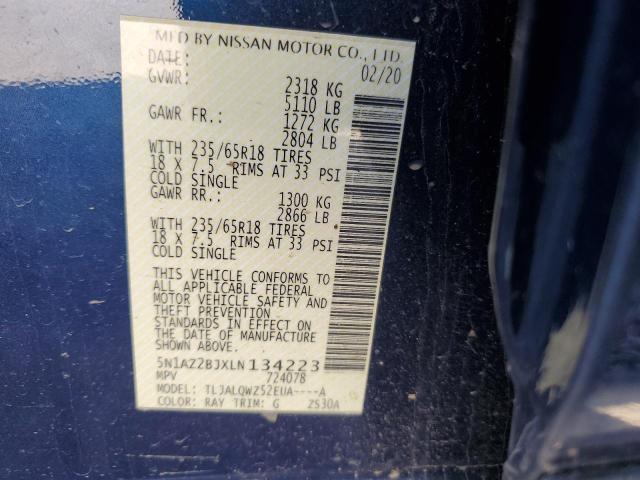 MFD BY NISSAN MOTOR CO., LTD.
DATE: 02/20
GVWR: 2318 KG
5110 LB
GAWR FR.: 1272 KG
2804 LB
WITH 235/65R18 TIRES
18 X 7.5 RIMS AT 33 PSI
COLD SINGLE
GAWR RR.: 1300 KG
2866 LB
WITH 235/65R18 TIRES
18 X 7.5 RIMS AT 33 PSI
COLD SINGLE
THIS VEHICLE CONFORMS TO
ALL APPLICABLE FEDERAL
MOTOR VEHICLE SAFETY AND
THEFT PREVENTION
STANDARDS IN EFFECT ON
THE DATE OF MANUFACTURE
SHOWN ABOVE.
5N1AZ2BJXLN134223
MPV 724078
MODEL: TLJALQWZ52EUA----A
COLOR: RAY TRIM: G ZS30A